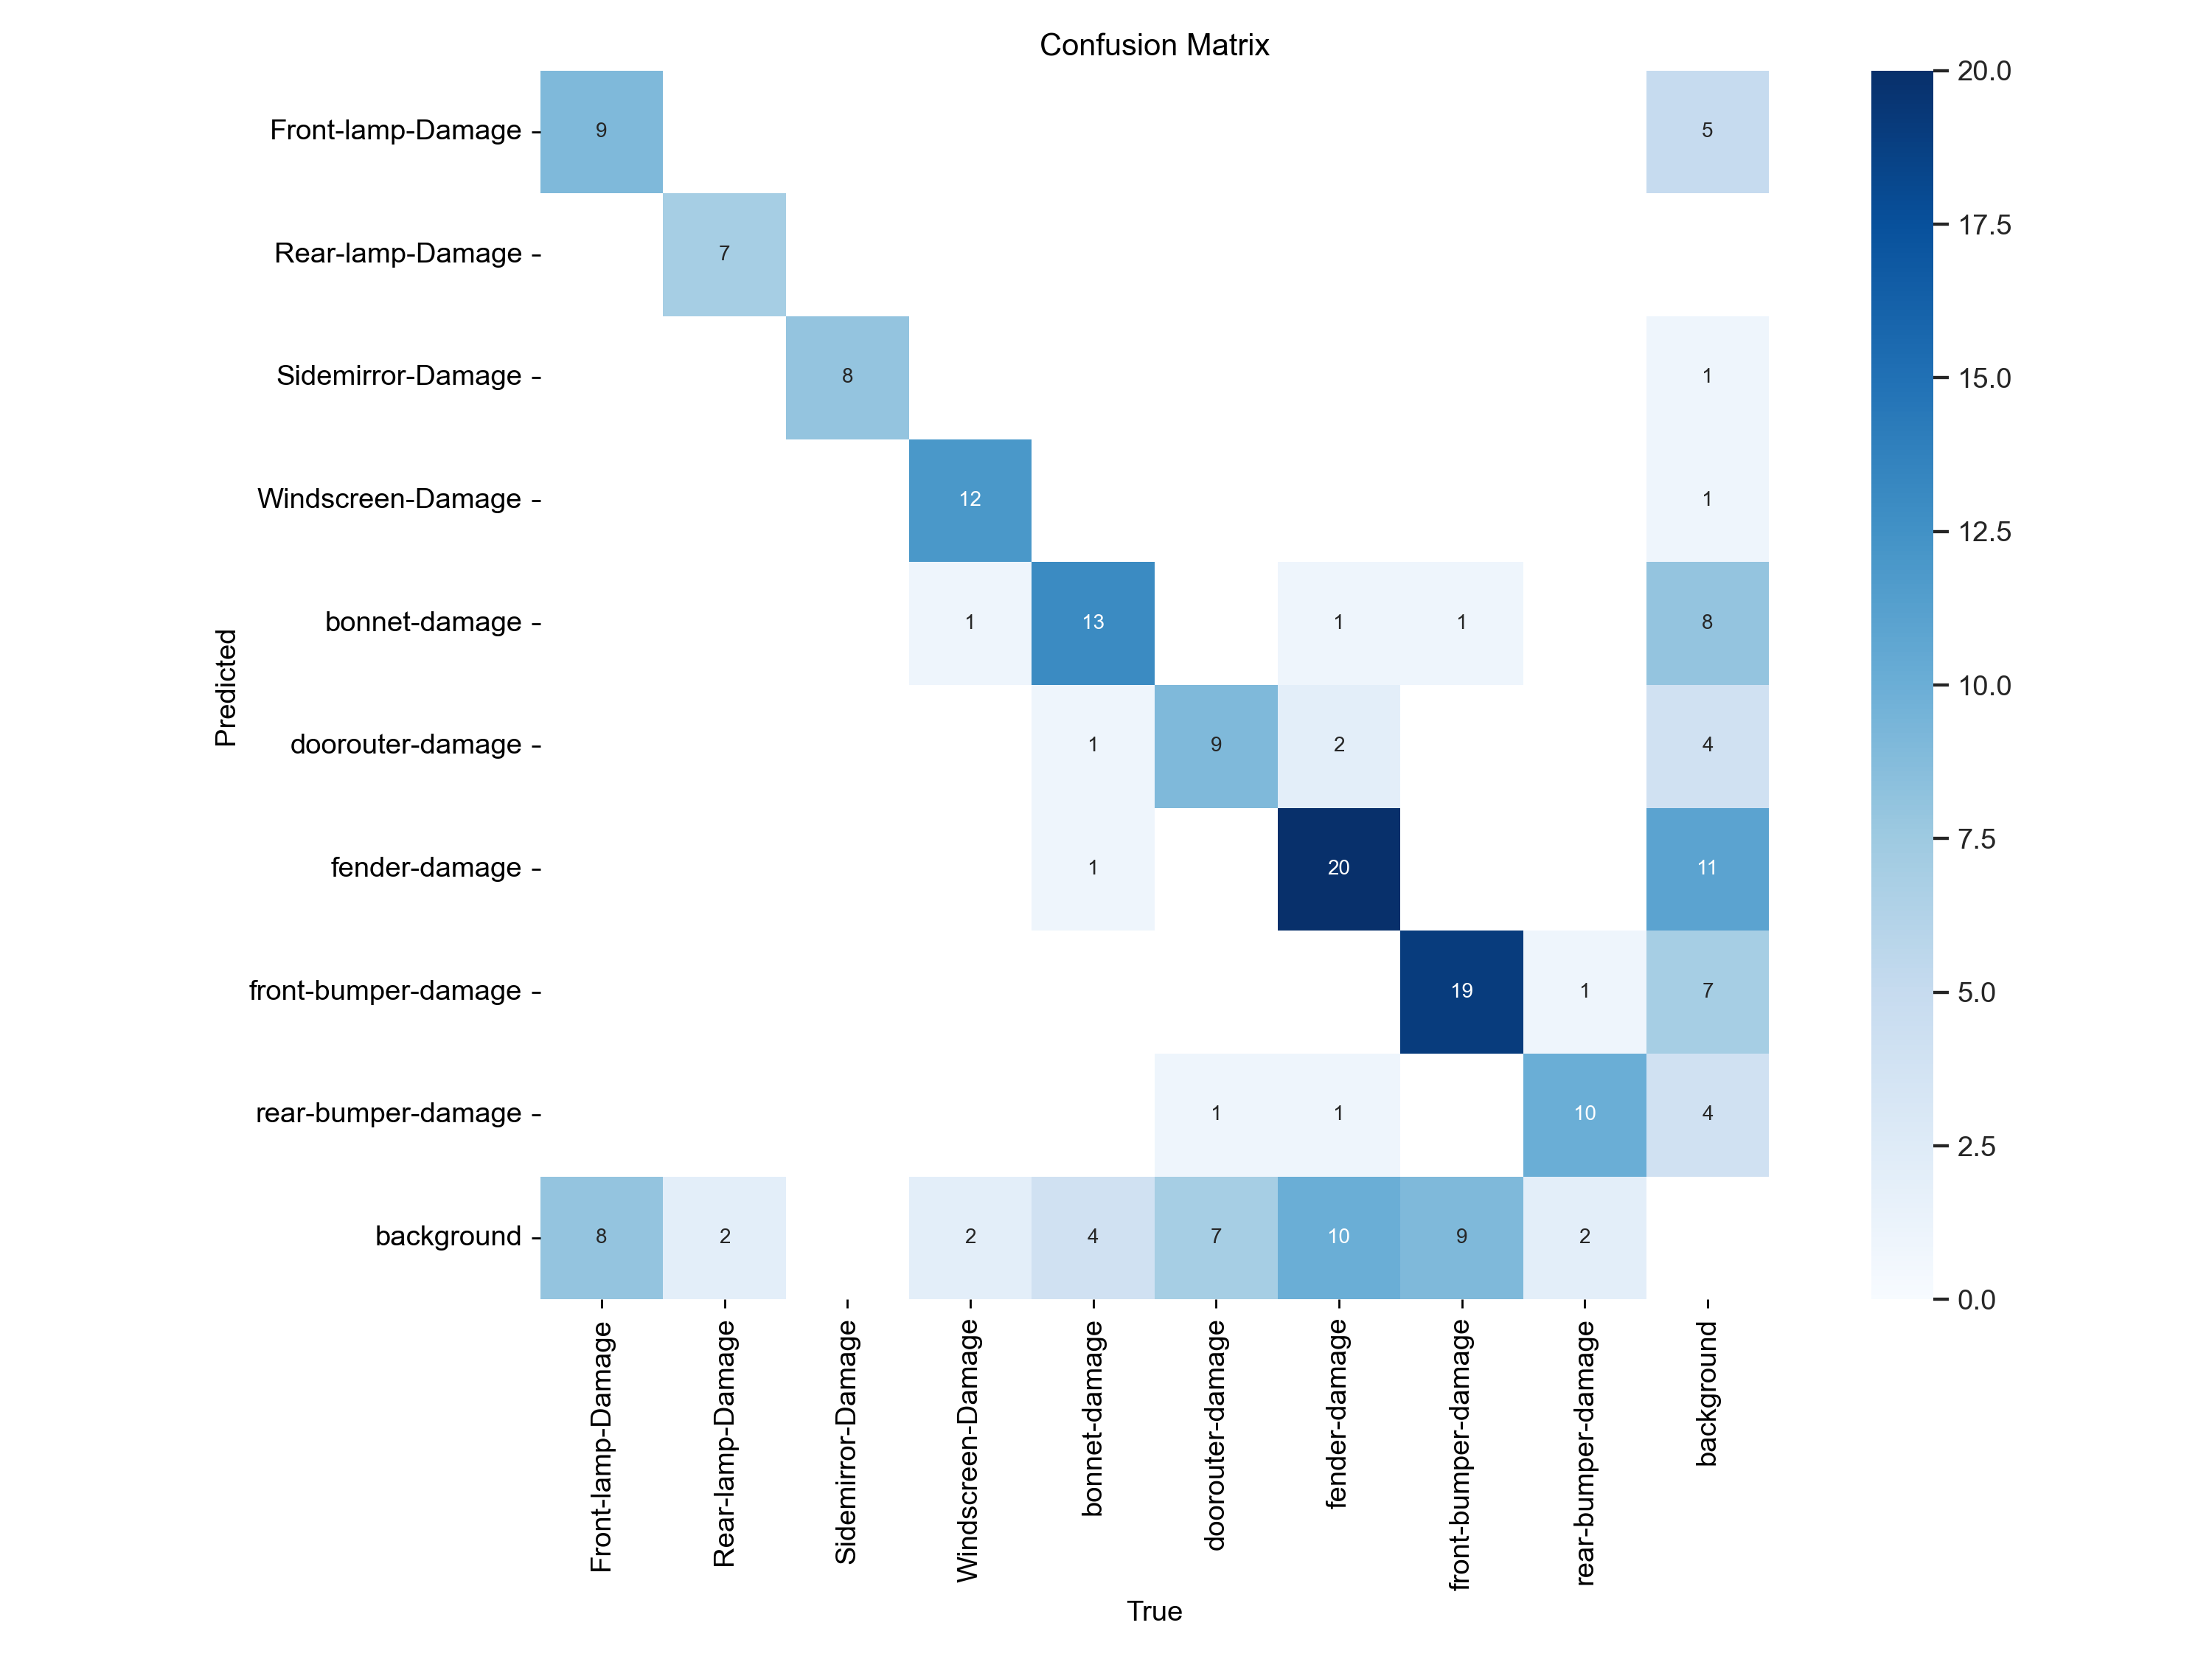 Confusion Matrix
Front-lamp-Damage 9 5
Rear-lamp-Damage 7
Sidemirror-Damage 8 1
Windscreen-Damage 12 1
bonnet-damage 1 13 1 1 8
doorouter-damage 1 9 2 4
fender-damage 1 20 11
front-bumper-damage 19 1 7
rear-bumper-damage 1 1 10 4
background 8 2 2 4 7 10 9 2
Predicted
Front-lamp-Damage
Rear-lamp-Damage
Sidemirror-Damage
Windscreen-Damage
bonnet-damage
doorouter-damage
fender-damage
front-bumper-damage
rear-bumper-damage
background
True
20.0
17.5
15.0
12.5
10.0
7.5
5.0
2.5
0.0